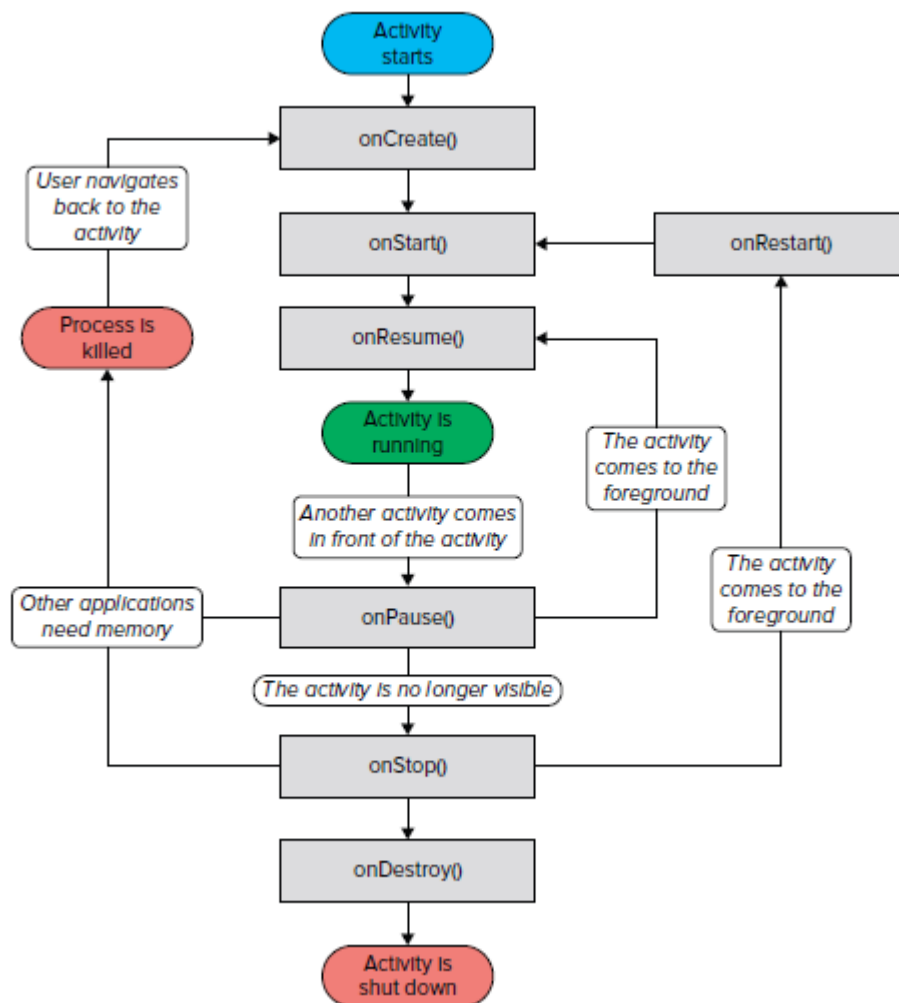 Activity
starts
onCreate()
User navigates
back to the
activity
onStart()
onRestart()
Process is
killed
onResume()
Activity is
running
The activity
comes to the
foreground
Another activity comes
in front of the activity
The activity
comes to the
foreground
Other applications
need memory
onPause()
The activity is no longer visible
onStop()
onDestroy()
Activity is
shut down